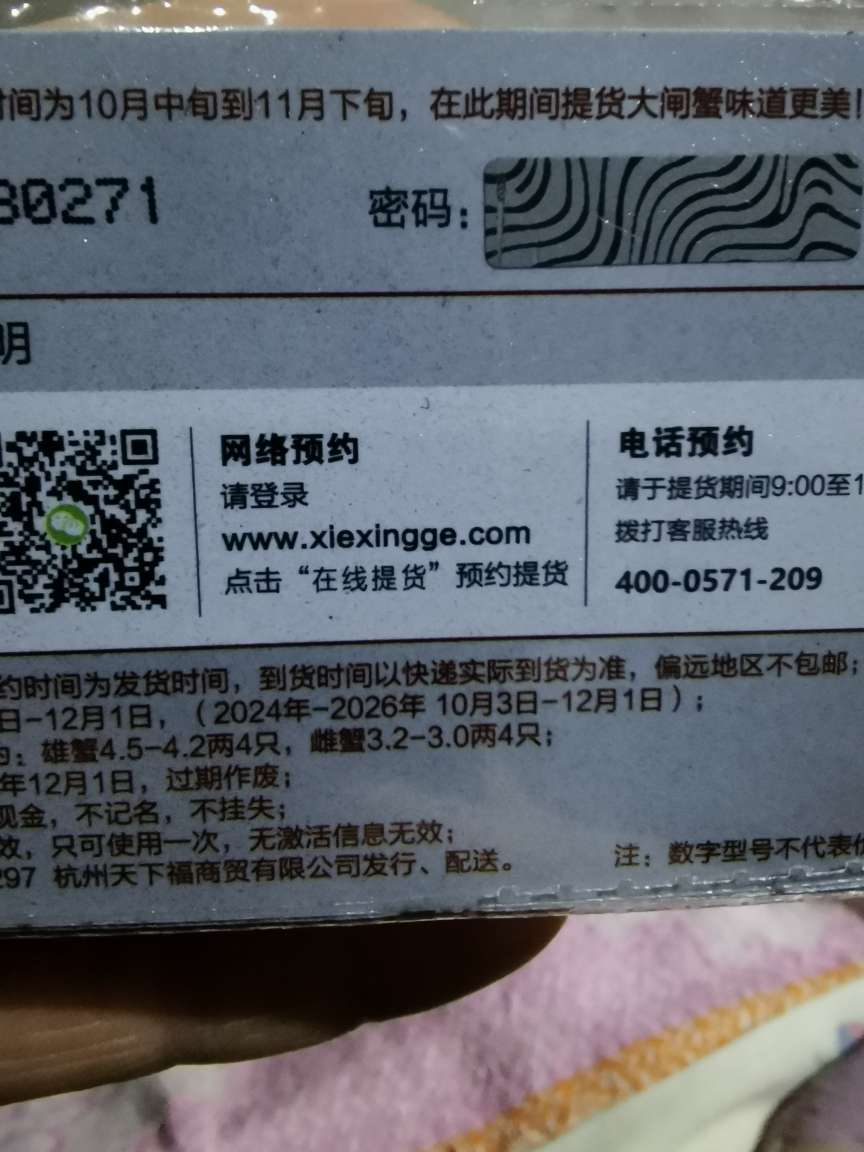 时间为10月中旬到11月下旬，在此期间提货大闸蟹味道更美！
80271
密码：
明
网络预约
请登录
www.xiexingge.com
点击“在线提货”预约提货
电话预约
请于提货期间9:00至1
拨打客服热线
400-0571-209
约时间为发货时间，到货时间以快递实际到货为准，偏远地区不包邮；
日-12月1日，（2024年-2026年 10月3日-12月1日）；
为：雄蟹4.5-4.2两4只，雌蟹3.2-3.0两4只；
年12月1日，过期作废；
现金，不记名，不挂失；
效，只可使用一次，无激活信息无效；
297 杭州天下福商贸有限公司发行、配送。
注：数字型号不代表价